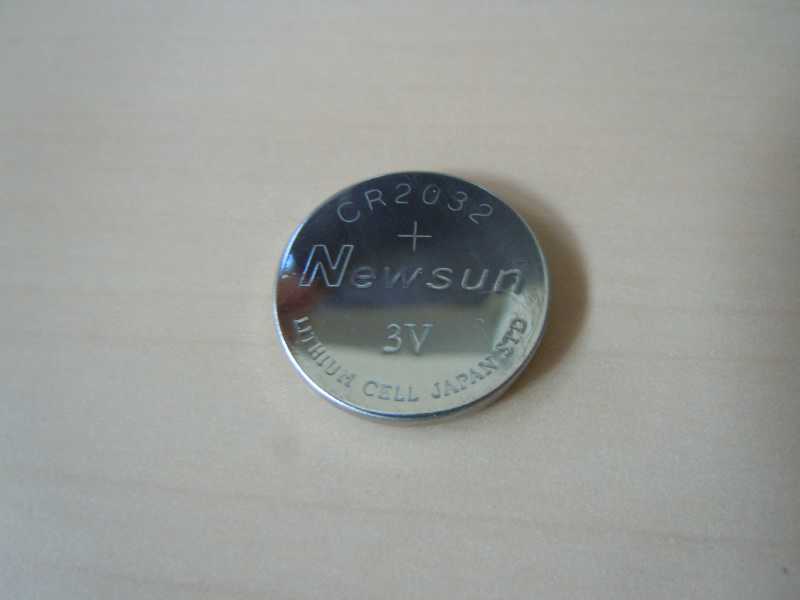 CR2032
+
Newsun
3V
LITHIUM CELL JAPAN STD